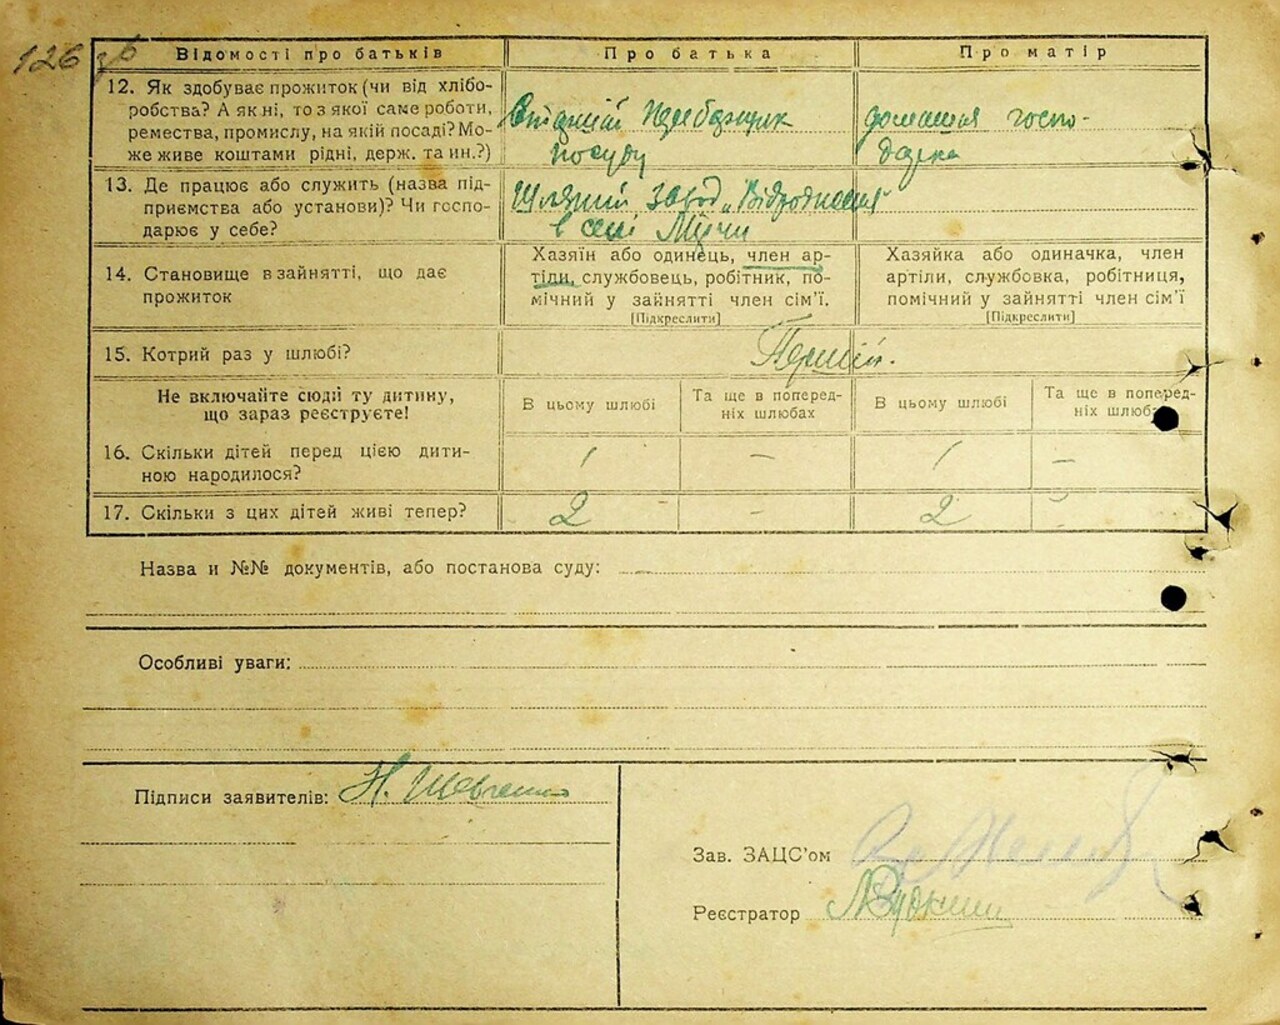 126 зв
Відомості про батьків Про батька Про матір
12. Як здобуває прожиток (чи від хлібо-
робства? А як ні, то з якої саме роботи,
ремества, промислу, на якій посаді? Мо-
же живе коштами рідні, держ. та ин.?)
посуду
домашня госпо-
дарка
13. Де працює або служить (назва під-
приємства або установи)? Чи госпо-
дарює у себе?
завод „Відродження"
в селі
14. Становище в зайнятті, що дає
прожиток
Хазяїн або одинець, член ар-
тілі, службовець, робітник, по-
мічний у зайнятті член сім'ї.
[Підкреслити]
Хазяйка або одиначка, член
артіли, службовка, робітниця,
помічний у зайнятті член сім'ї
[Підкреслити]
15. Котрий раз у шлюбі?
Перший.
Не включайте сюди ту дитину,
що зараз реєструєте!
В цьому шлюбі
Та ще в поперед-
ніх шлюбах
В цьому шлюбі
Та ще в поперед-
ніх шлюбах
16. Скільки дітей перед цією дити-
ною народилося?
1 — 1 —
17. Скільки з цих дітей живі тепер?
2 - 2 -
Назва и №№ документів, або постанова суду:
Особливі уваги:
Підписи заявителів: Н. Шевченко
Зав. ЗАЦС'ом
Реєстратор